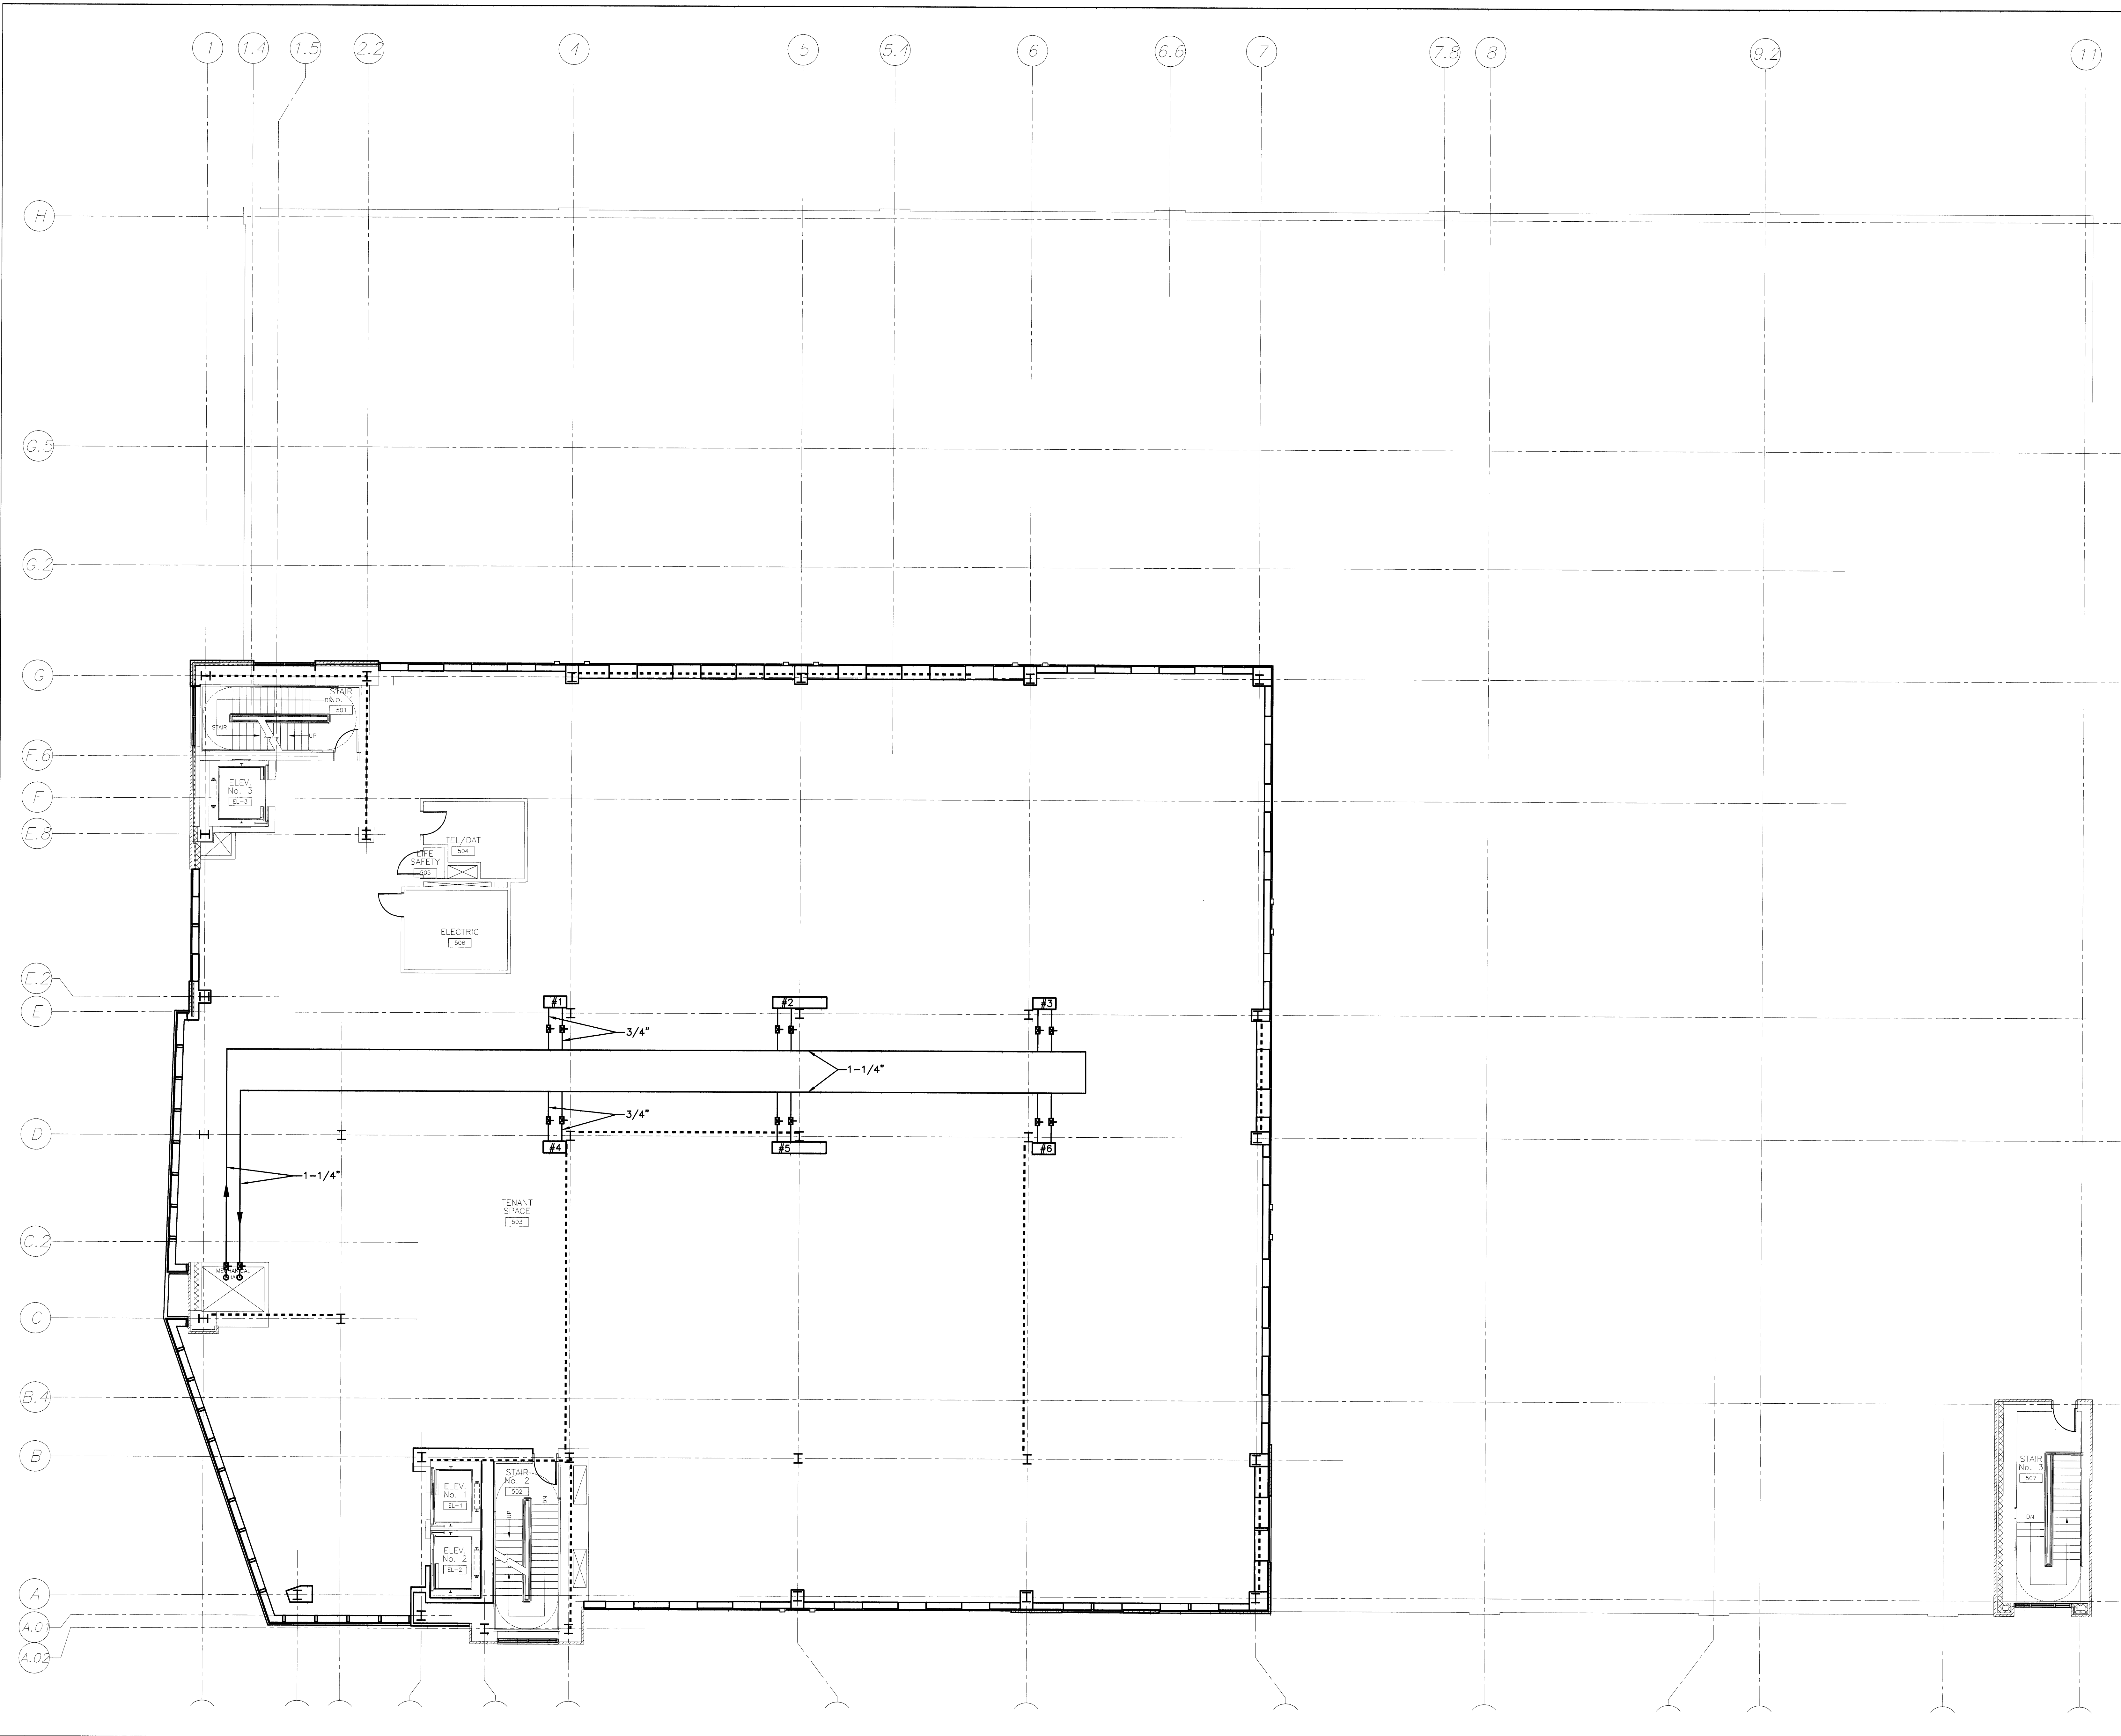 1 1.4 1.5 2.2 4 5 5.4 6 6.6 7 7.8 8 9.2 11
H
G.5
G.2
G
STAIR
No.
501
STAIR
UP
F.6
ELEV.
No. 3
EL-3
F
E.8
TEL/DAT
504
LIFE
SAFETY
505
ELECTRIC
506
E.2
E
#1 #2 #3
3/4"
1-1/4"
3/4"
D
#4 #5 #6
1-1/4"
TENANT
SPACE
503
C.2
MECHANICAL
C
B.4
B
STAIR
No. 2
502
ELEV.
No. 1
EL-1
DN
UP
ELEV.
No. 2
EL-2
STAIR
No. 3
507
DN
A
A.01
A.02